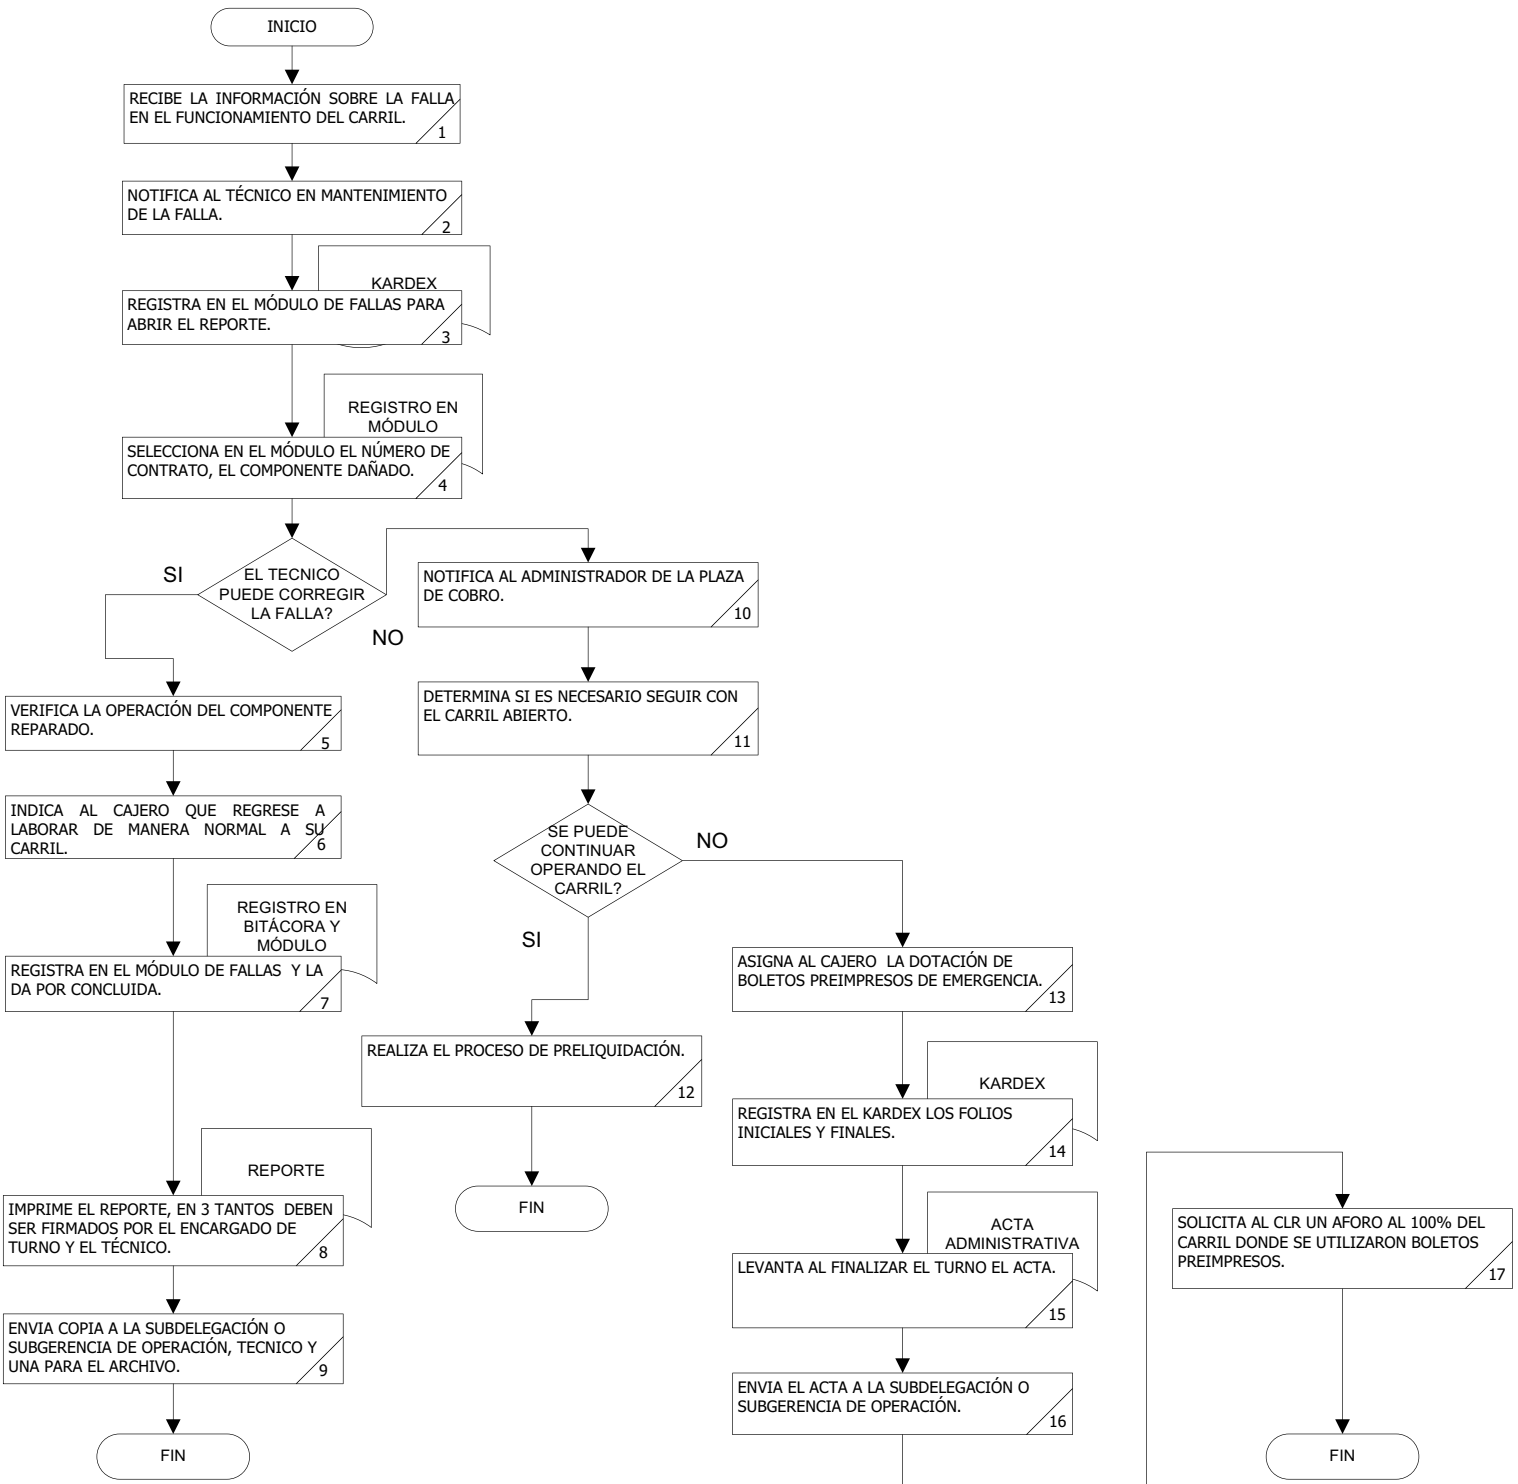 INICIO
RECIBE LA INFORMACIÓN SOBRE LA FALLA
EN EL FUNCIONAMIENTO DEL CARRIL.
1
NOTIFICA AL TÉCNICO EN MANTENIMIENTO
DE LA FALLA.
2
KARDEX
REGISTRA EN EL MÓDULO DE FALLAS PARA
ABRIR EL REPORTE.
3
REGISTRO EN
MÓDULO
SELECCIONA EN EL MÓDULO EL NÚMERO DE
CONTRATO, EL COMPONENTE DAÑADO.
4
EL TECNICO
PUEDE CORREGIR
LA FALLA?
SI
NO
VERIFICA LA OPERACIÓN DEL COMPONENTE
REPARADO.
5
INDICA AL CAJERO QUE REGRESE A
LABORAR DE MANERA NORMAL A SU
CARRIL.
6
REGISTRO EN
BITÁCORA Y
MÓDULO
REGISTRA EN EL MÓDULO DE FALLAS Y LA
DA POR CONCLUIDA.
7
REPORTE
IMPRIME EL REPORTE, EN 3 TANTOS DEBEN
SER FIRMADOS POR EL ENCARGADO DE
TURNO Y EL TÉCNICO.
8
ENVIA COPIA A LA SUBDELEGACIÓN O
SUBGERENCIA DE OPERACIÓN, TECNICO Y
UNA PARA EL ARCHIVO.
9
FIN
NOTIFICA AL ADMINISTRADOR DE LA PLAZA
DE COBRO.
10
DETERMINA SI ES NECESARIO SEGUIR CON
EL CARRIL ABIERTO.
11
SE PUEDE
CONTINUAR
OPERANDO EL
CARRIL?
NO
SI
REALIZA EL PROCESO DE PRELIQUIDACIÓN.
12
FIN
ASIGNA AL CAJERO LA DOTACIÓN DE
BOLETOS PREIMPRESOS DE EMERGENCIA.
13
KARDEX
REGISTRA EN EL KARDEX LOS FOLIOS
INICIALES Y FINALES.
14
ACTA
ADMINISTRATIVA
LEVANTA AL FINALIZAR EL TURNO EL ACTA.
15
ENVIA EL ACTA A LA SUBDELEGACIÓN O
SUBGERENCIA DE OPERACIÓN.
16
SOLICITA AL CLR UN AFORO AL 100% DEL
CARRIL DONDE SE UTILIZARON BOLETOS
PREIMPRESOS.
17
FIN